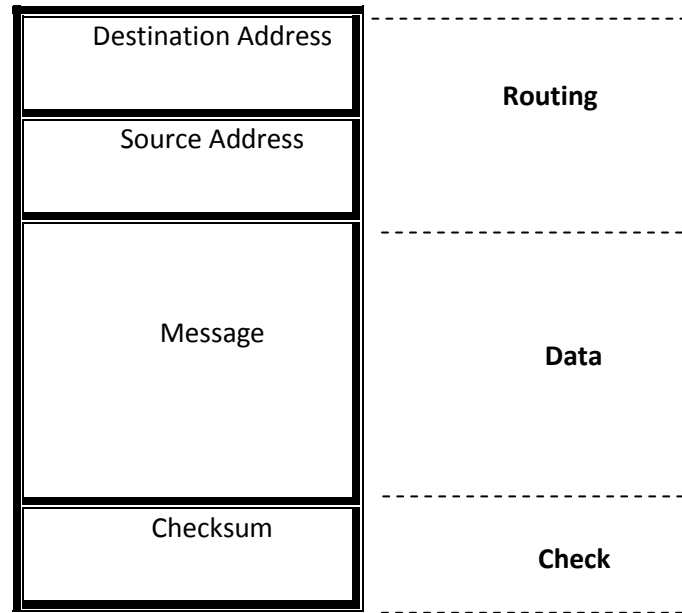 Destination Address
Routing
Source Address
Message
Data
Checksum
Check